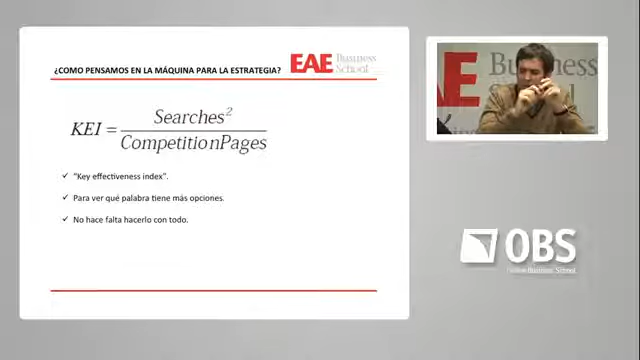 ¿COMO PENSAMOS EN LA MÁQUINA PARA LA ESTRATEGIA?
EAE Business School
KEI = Searches² / CompetitionPages
✓ "Key effectiveness index".
✓ Para ver qué palabra tiene más opciones.
✓ No hace falta hacerlo con todo.
EAE Business
OBS
Online Business School